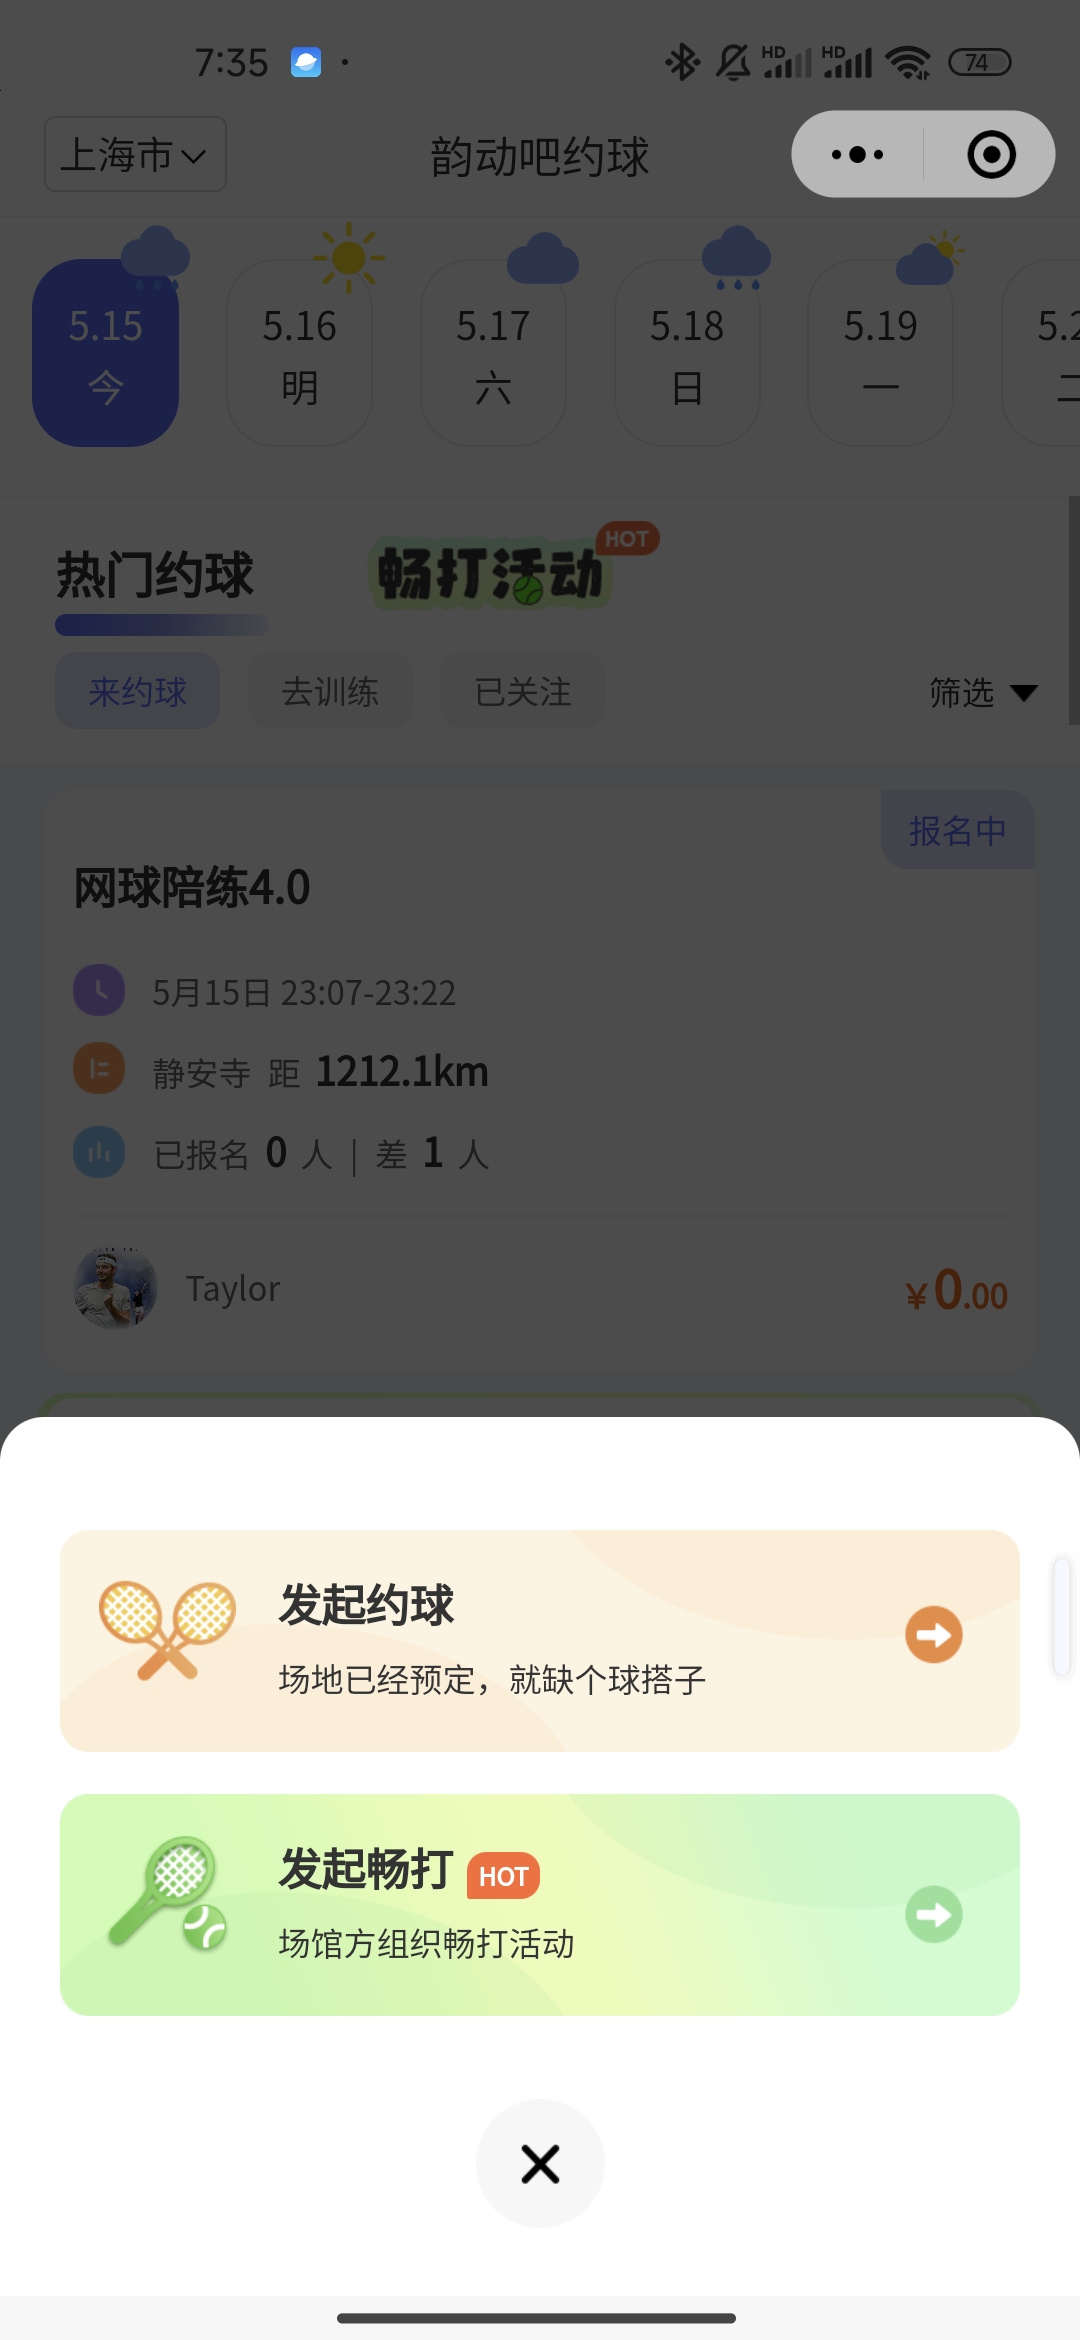 7:35
HD HD 74
上海市
韵动吧约球
5.15 5.16 5.17 5.18 5.19
今 明 六 日 一 二
热门约球
畅打活动 HOT
来约球 去训练 已关注 筛选
报名中
网球陪练4.0
5月15日 23:07-23:22
静安寺 距 1212.1km
已报名 0 人 | 差 1 人
Taylor ¥0.00
发起约球
场地已经预定，就缺个球搭子
发起畅打 HOT
场馆方组织畅打活动